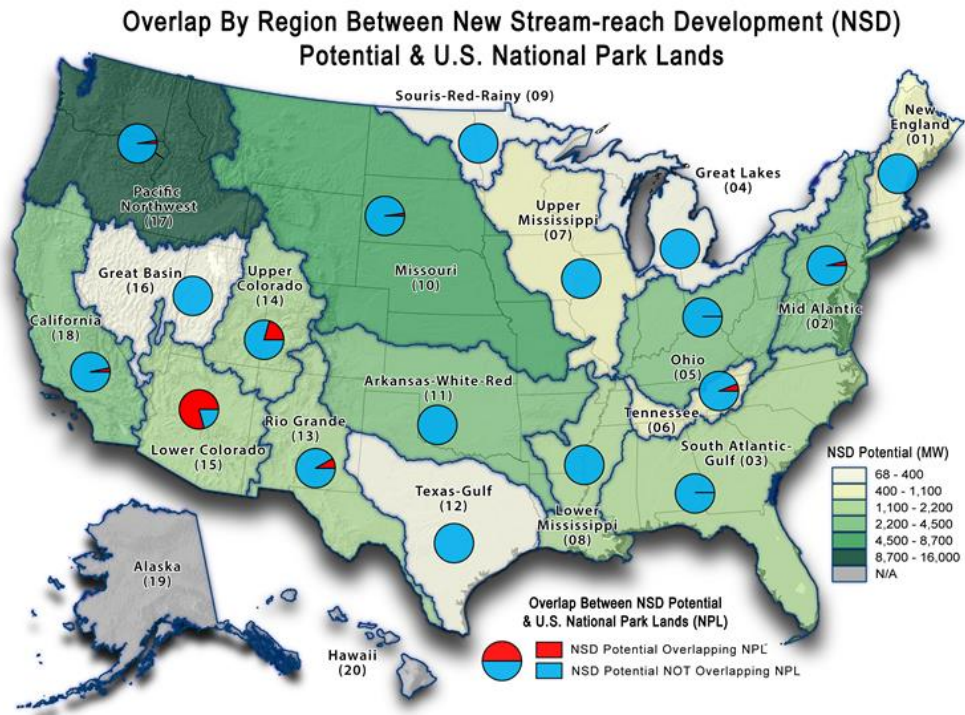 Overlap By Region Between New Stream-reach Development (NSD)
Potential & U.S. National Park Lands
Souris-Red-Rainy (09)
New
England
(01)
Great Lakes
(04)
Pacific
Northwest
(17)
Upper
Mississippi
(07)
Great Basin
(16)
Upper
Colorado
(14)
Missouri
(10)
California
(18)
Mid Alantic
(02)
Ohio
(05)
Arkansas-White-Red
(11)
Tennessee
(06)
Rio Grande
(13)
Lower Colorado
(15)
South Atlantic-
Gulf (03)
Texas-Gulf
(12)
Lower
Mississippi
(08)
Alaska
(19)
Hawaii
(20)
NSD Potential (MW)
68 - 400
400 - 1,100
1,100 - 2,200
2,200 - 4,500
4,500 - 8,700
8,700 - 16,000
N/A
Overlap Between NSD Potential
& U.S. National Park Lands (NPL)
NSD Potential Overlapping NPL
NSD Potential NOT Overlapping NPL